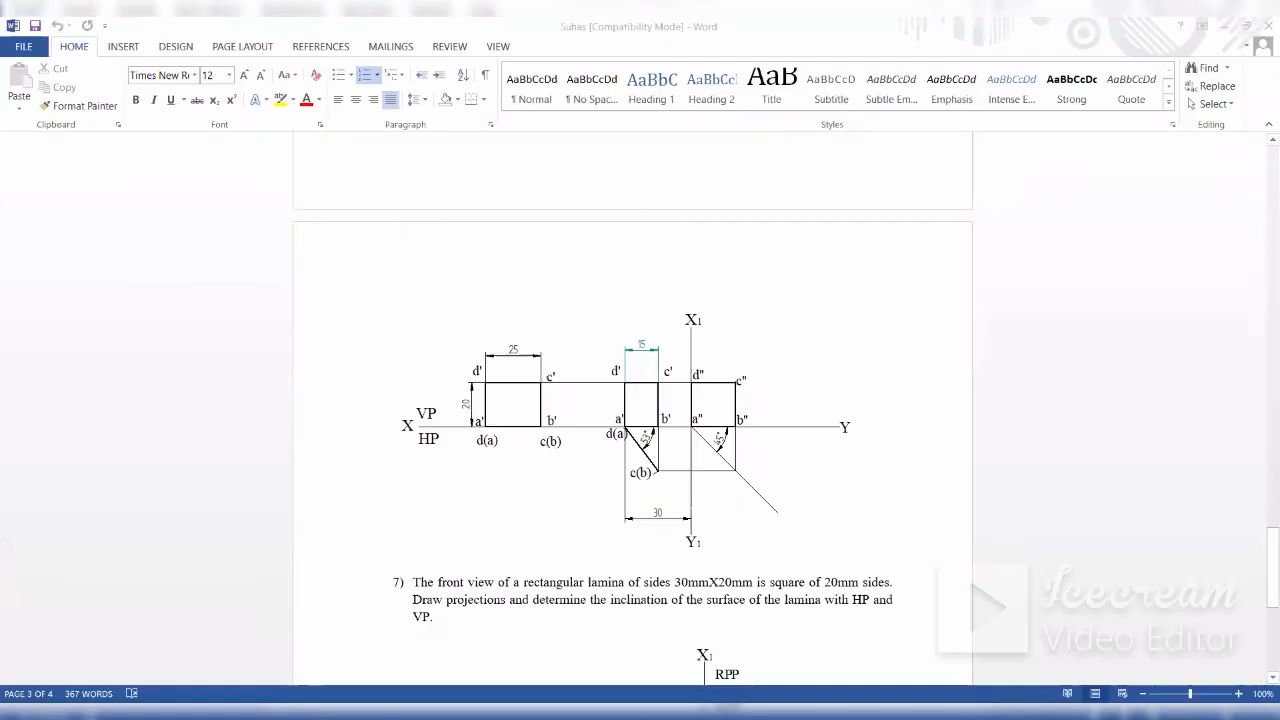 Suhas [Compatibility Mode] - Word
FILE HOME INSERT DESIGN PAGE LAYOUT REFERENCES MAILINGS REVIEW VIEW
Paste
Cut
Copy
Format Painte
Clipboard
Times New Ro 12
Font
Paragraph
AaBbCcDd AaBbCcDd AaBbC AaBbCc AaB AaBbCcD AaBbCcDd AaBbCcDd AaBbCcDd AaBbCcDc AaBbCcDd
¶ Normal ¶ No Spac... Heading 1 Heading 2 Title Subtitle Subtle Em... Emphasis Intense E... Strong Quote
Styles
Find
Replace
Select
Editing
X1
25 15
d' c' d' c' d" c"
20
VP
X a' b' a' b' a" b" Y
HP d(a) c(b) d(a) 53° 45°
c(b)
30
Y1
7) The front view of a rectangular lamina of sides 30mmX20mm is square of 20mm sides.
Draw projections and determine the inclination of the surface of the lamina with HP and
VP.
X1
RPP
Icecream
Video Editor
PAGE 3 OF 4 367 WORDS 100%